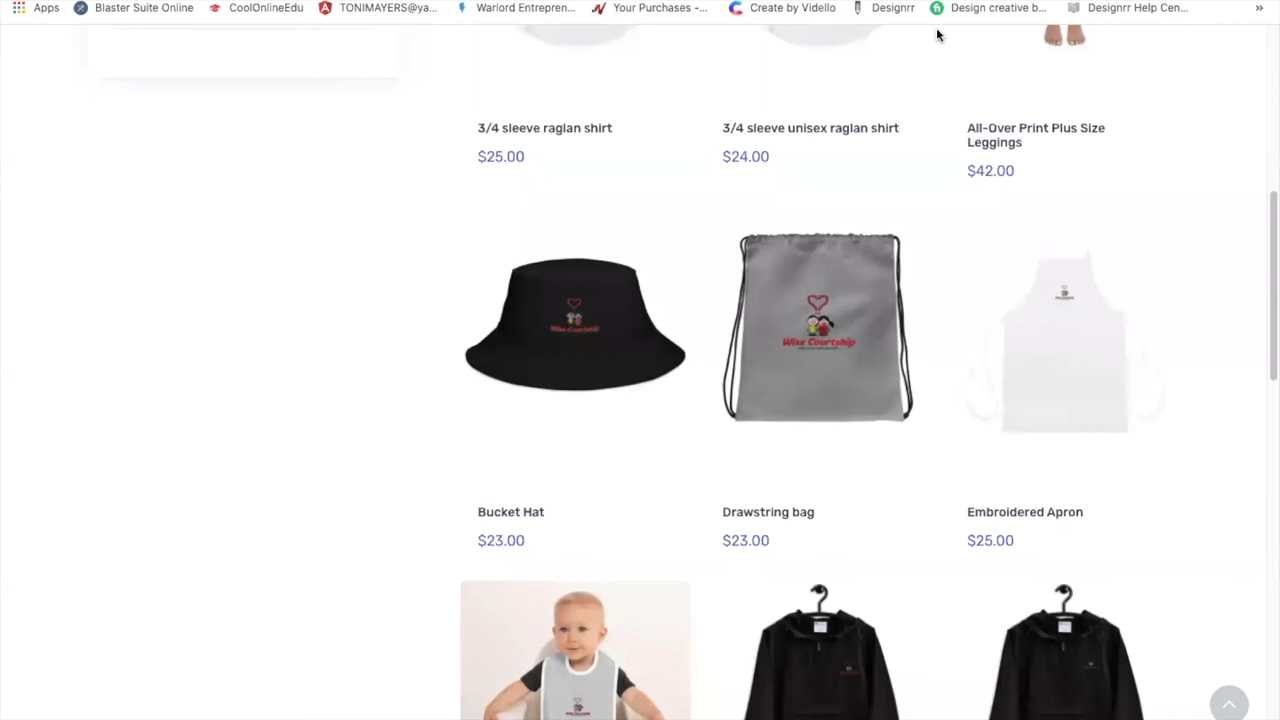 Apps
Blaster Suite Online
CoolOnlineEdu
TONIMAYERS@ya...
Warlord Entrepren...
Your Purchases -...
Create by Vidello
Designrr
Design creative b...
Designrr Help Cen...
»
3/4 sleeve raglan shirt
$25.00
3/4 sleeve unisex raglan shirt
$24.00
All-Over Print Plus Size
Leggings
$42.00
Wise Courtship
Wise Courtship
Bucket Hat
$23.00
Drawstring bag
$23.00
Embroidered Apron
$25.00